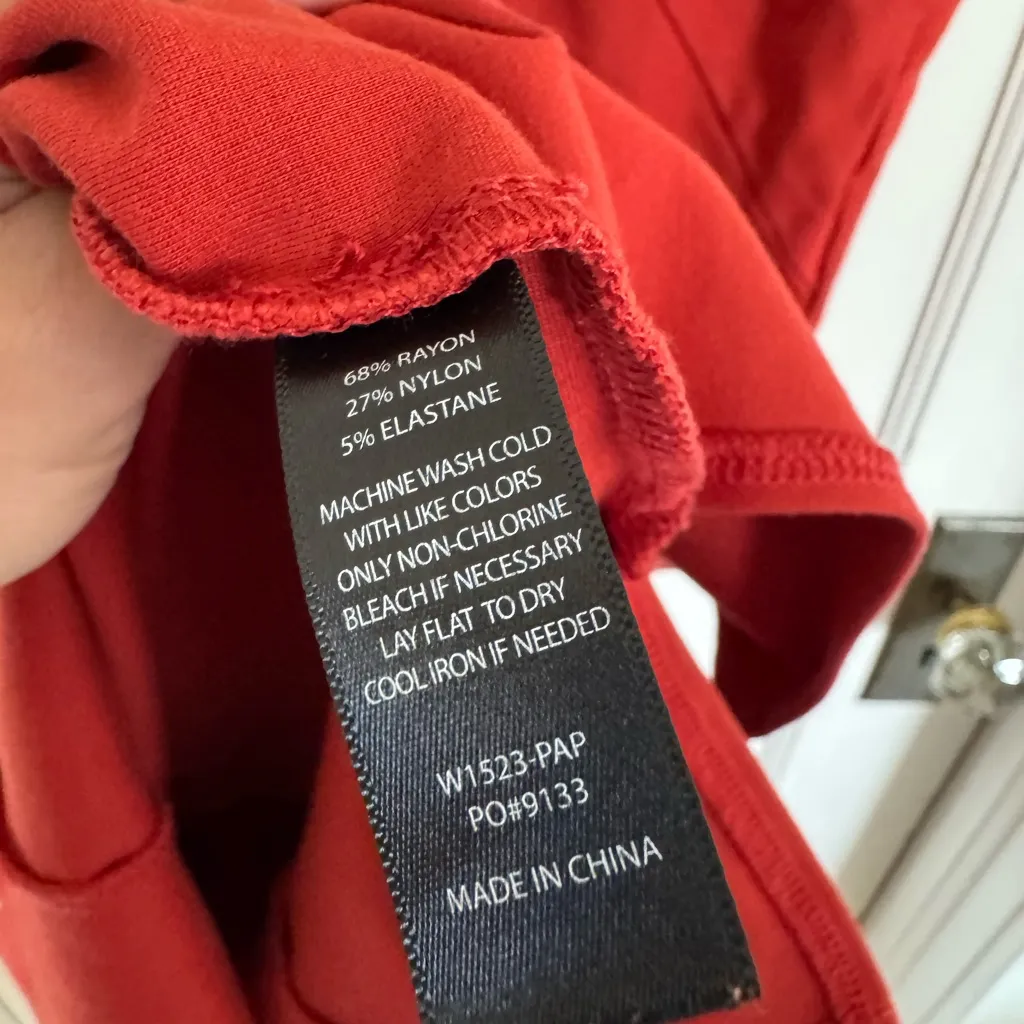 68% RAYON
27% NYLON
5% ELASTANE
MACHINE WASH COLD
WITH LIKE COLORS
ONLY NON-CHLORINE
BLEACH IF NECESSARY
LAY FLAT TO DRY
COOL IRON IF NEEDED
W1523-PAP
PO#9133
MADE IN CHINA